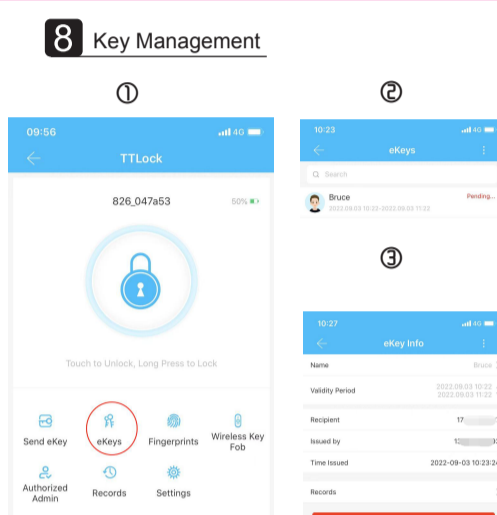 8 Key Management
①
09:56
4G
TTLock
826_047a53
50%
Touch to Unlock, Long Press to Lock
Send eKey
eKeys
Fingerprints
Wireless Key
Fob
Authorized
Admin
Records
Settings
②
10:23
4G
eKeys
Search
Bruce
Pending...
2022.09.03 10:22-2022.09.03 11:22
③
10:27
4G
eKey Info
Name
Bruce
Validity Period
2022.09.03 10:22
2022.09.03 11:22
Recipient
17
Issued by
Time Issued
2022-09-03 10:23:24
Records